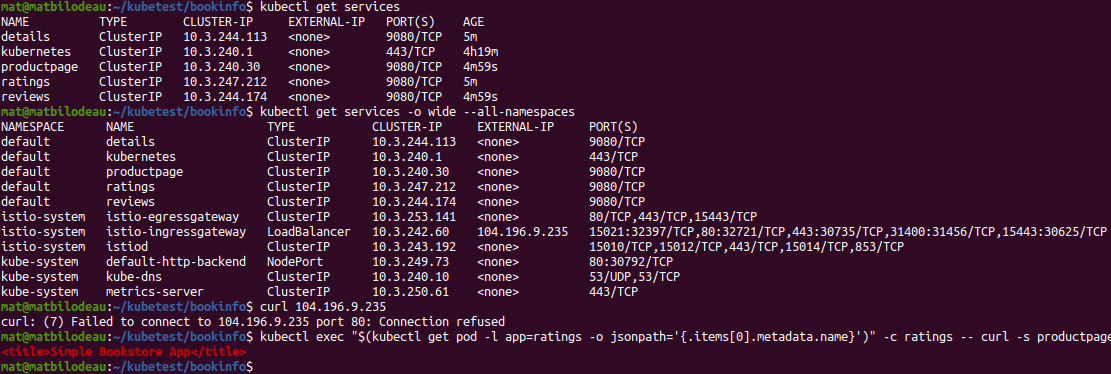 mat@matbilodeau:~/kubetest/bookinfo$ kubectl get services
NAME TYPE CLUSTER-IP EXTERNAL-IP PORT(S) AGE
details ClusterIP 10.3.244.113 <none> 9080/TCP 5m
kubernetes ClusterIP 10.3.240.1 <none> 443/TCP 4h19m
productpage ClusterIP 10.3.240.30 <none> 9080/TCP 4m59s
ratings ClusterIP 10.3.247.212 <none> 9080/TCP 5m
reviews ClusterIP 10.3.244.174 <none> 9080/TCP 4m59s
mat@matbilodeau:~/kubetest/bookinfo$ kubectl get services -o wide --all-namespaces
NAMESPACE NAME TYPE CLUSTER-IP EXTERNAL-IP PORT(S)
default details ClusterIP 10.3.244.113 <none> 9080/TCP
default kubernetes ClusterIP 10.3.240.1 <none> 443/TCP
default productpage ClusterIP 10.3.240.30 <none> 9080/TCP
default ratings ClusterIP 10.3.247.212 <none> 9080/TCP
default reviews ClusterIP 10.3.244.174 <none> 9080/TCP
istio-system istio-egressgateway ClusterIP 10.3.253.141 <none> 80/TCP,443/TCP,15443/TCP
istio-system istio-ingressgateway LoadBalancer 10.3.242.60 104.196.9.235 15021:32397/TCP,80:32721/TCP,443:30735/TCP,31400:31456/TCP,15443:30625/TCP
istio-system istiod ClusterIP 10.3.243.192 <none> 15010/TCP,15012/TCP,443/TCP,15014/TCP,853/TCP
kube-system default-http-backend NodePort 10.3.249.73 <none> 80:30792/TCP
kube-system kube-dns ClusterIP 10.3.240.10 <none> 53/UDP,53/TCP
kube-system metrics-server ClusterIP 10.3.250.61 <none> 443/TCP
mat@matbilodeau:~/kubetest/bookinfo$ curl 104.196.9.235
curl: (7) Failed to connect to 104.196.9.235 port 80: Connection refused
mat@matbilodeau:~/kubetest/bookinfo$ kubectl exec "$(kubectl get pod -l app=ratings -o jsonpath='{.items[0].metadata.name}')" -c ratings -- curl -s productpage
<title>Simple Bookstore App</title>
mat@matbilodeau:~/kubetest/bookinfo$